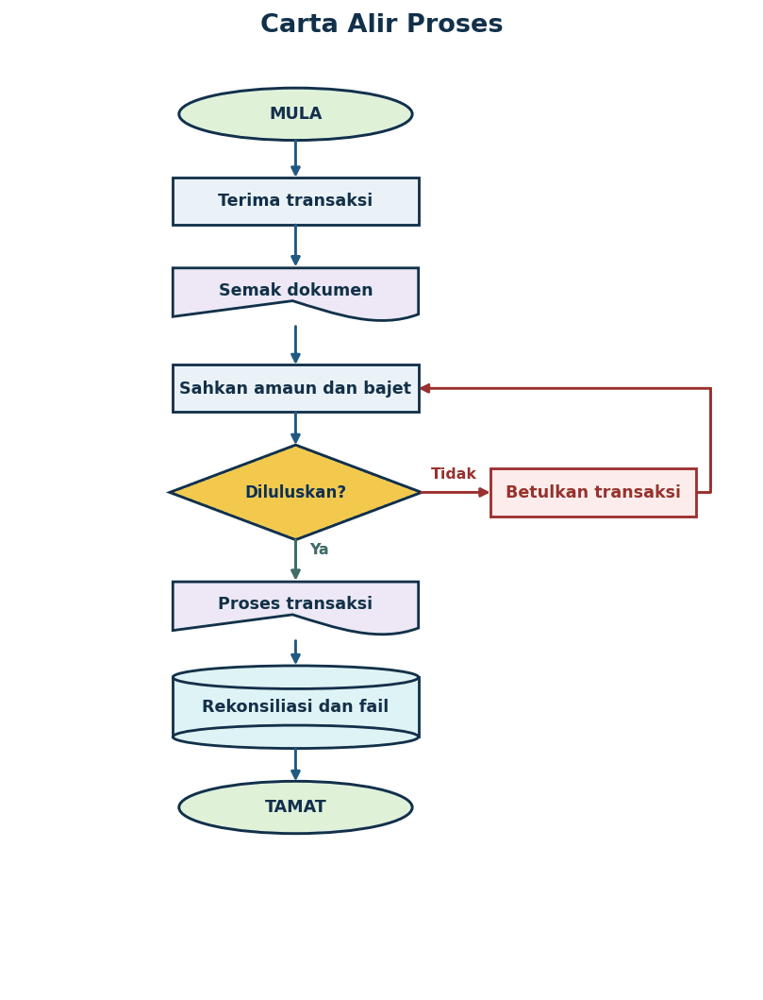 Carta Alir Proses
MULA
Terima transaksi
Semak dokumen
Sahkan amaun dan bajet
Diluluskan?
Tidak
Betulkan transaksi
Ya
Proses transaksi
Rekonsiliasi dan fail
TAMAT